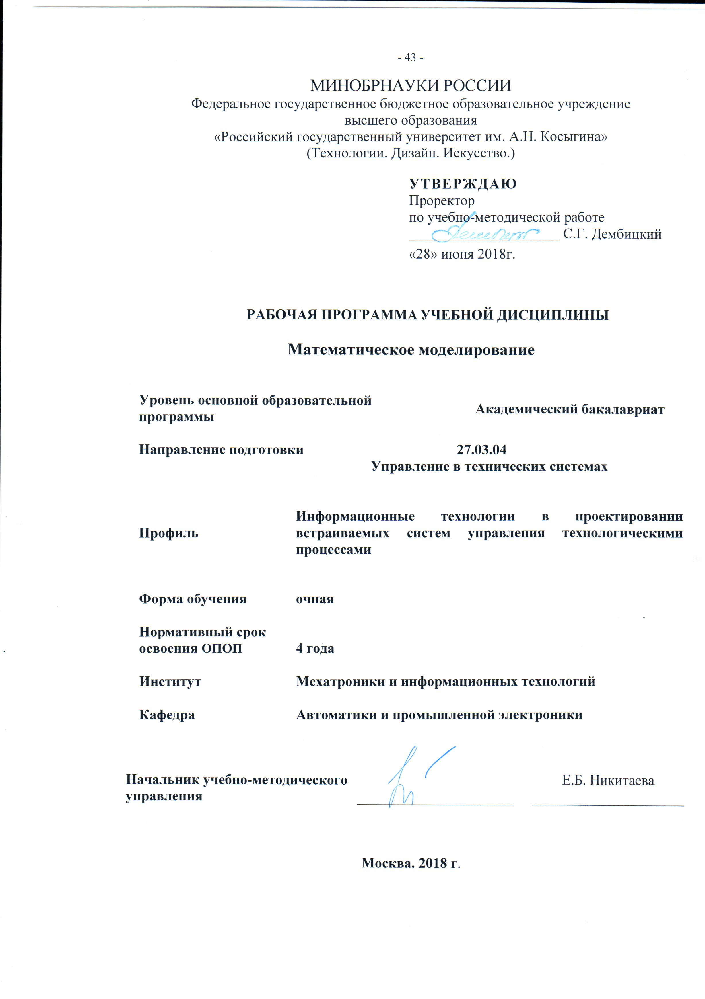 - 43 -
МИНОБРНАУКИ РОССИИ
Федеральное государственное бюджетное образовательное учреждение
высшего образования
«Российский государственный университет им. А.Н. Косыгина»
(Технологии. Дизайн. Искусство.)
УТВЕРЖДАЮ
Проректор
по учебно-методической работе
С.Г. Дембицкий
«28» июня 2018г.
РАБОЧАЯ ПРОГРАММА УЧЕБНОЙ ДИСЦИПЛИНЫ
Математическое моделирование
Уровень основной образовательной
программы
Академический бакалавриат
Направление подготовки 27.03.04
Управление в технических системах
Профиль
Информационные технологии в проектировании
встраиваемых систем управления технологическими
процессами
Форма обучения очная
Нормативный срок
освоения ОПОП 4 года
Институт Мехатроники и информационных технологий
Кафедра Автоматики и промышленной электроники
Начальник учебно-методического
управления
Е.Б. Никитаева
Москва. 2018 г.